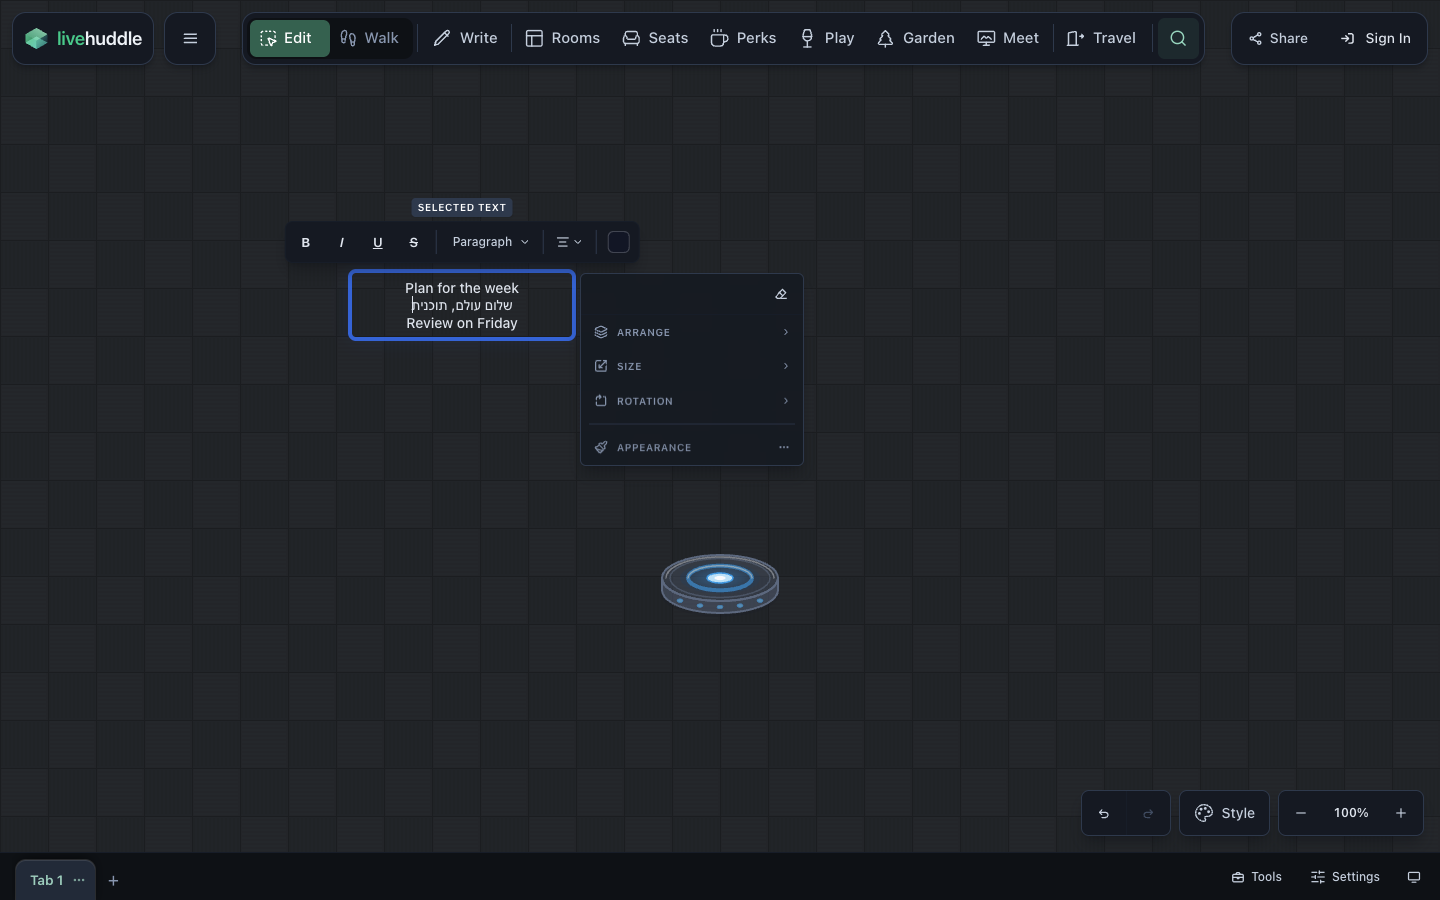 livehuddle
Edit
Walk
Write
Rooms
Seats
Perks
Play
Garden
Meet
Travel
Share
Sign In
SELECTED TEXT
B I U S Paragraph
Plan for the week
שלום עולם, תוכנית
Review on Friday
ARRANGE
SIZE
ROTATION
APPEARANCE
Style
100%
Tab 1
Tools
Settings